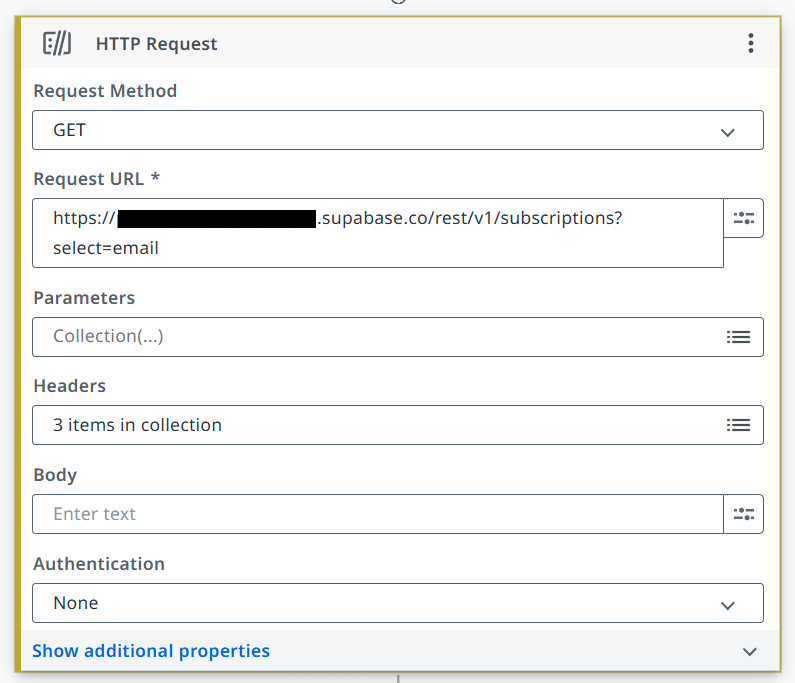 HTTP Request
Request Method
GET
Request URL *
https://.supabase.co/rest/v1/subscriptions?
select=email
Parameters
Collection(...)
Headers
3 items in collection
Body
Enter text
Authentication
None
Show additional properties